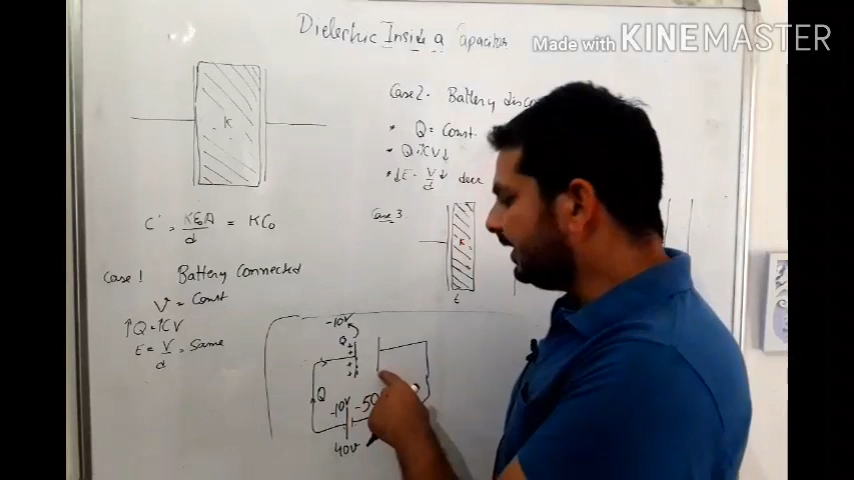 Dielectric Inside a Capacitor
Made with KINEMASTER
K
Case 2- Battery disco
• Q = Const.
• Q = ↑CV↓
• ↓E = V/d ↓ decr
C' = Kε₀A/d = KC₀
Case 3
K
t
Case 1 Battery Connected
V = Const
↑Q = ↑CV
E = V/d = Same
-10V
Q
Q
-10V
-50
40V